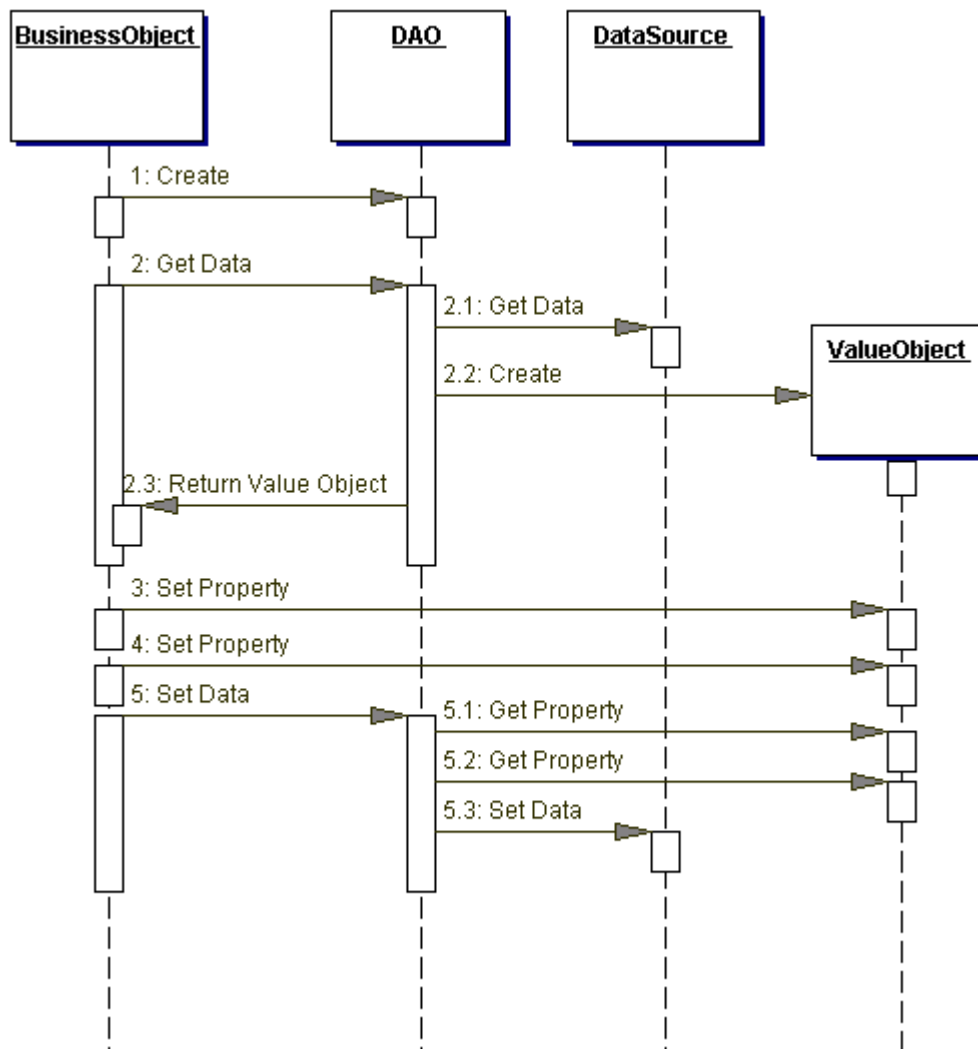 BusinessObject
DAO
DataSource
1: Create
2: Get Data
2.1: Get Data
ValueObject
2.2: Create
2.3: Return Value Object
3: Set Property
4: Set Property
5: Set Data
5.1: Get Property
5.2: Get Property
5.3: Set Data